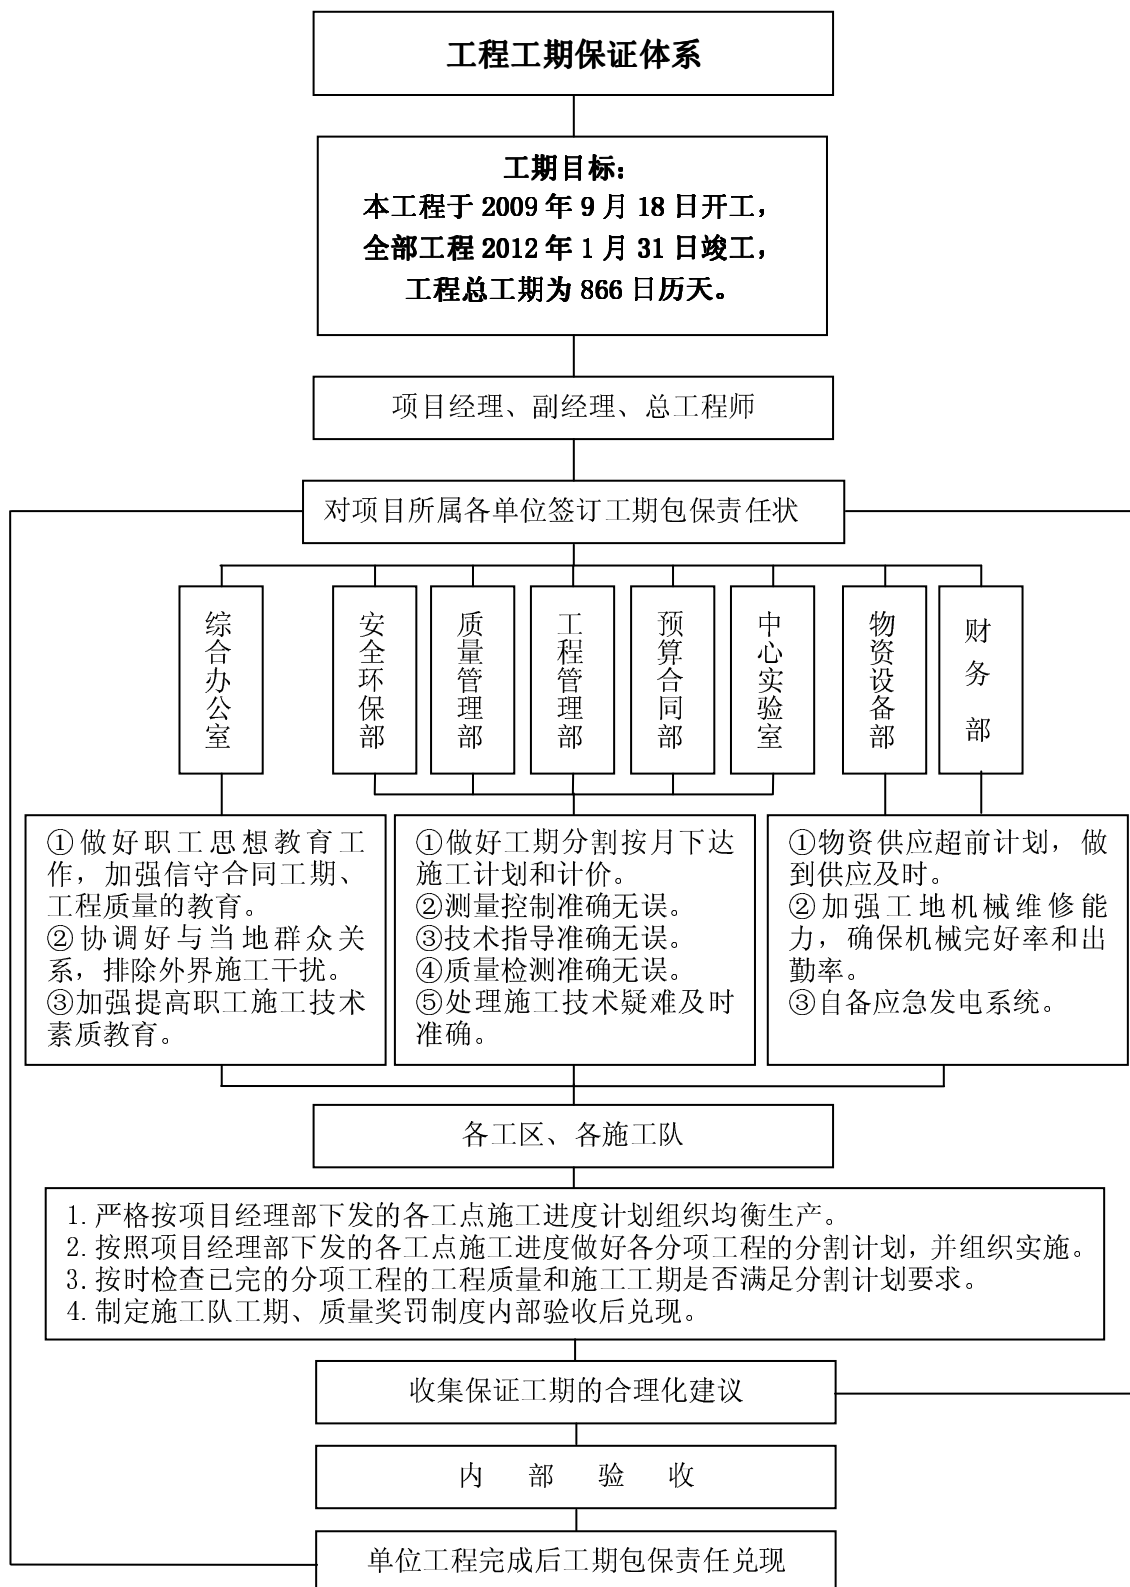 工程工期保证体系
工期目标：
本工程于 2009 年 9 月 18 日开工，
全部工程 2012 年 1 月 31 日竣工，
工程总工期为 866 日历天。
项目经理、副经理、总工程师
对项目所属各单位签订工期包保责任状
综合办公室
安全环保部
质量管理部
工程管理部
预算合同部
中心实验室
物资设备部
财务部
①做好职工思想教育工
作，加强信守合同工期、
工程质量的教育。
②协调好与当地群众关
系，排除外界施工干扰。
③加强提高职工施工技术
素质教育。
①做好工期分割按月下达
施工计划和计价。
②测量控制准确无误。
③技术指导准确无误。
④质量检测准确无误。
⑤处理施工技术疑难及时
准确。
①物资供应超前计划，做
到供应及时。
②加强工地机械维修能
力，确保机械完好率和出
勤率。
③自备应急发电系统。
各工区、各施工队
1.严格按项目经理部下发的各工点施工进度计划组织均衡生产。
2.按照项目经理部下发的各工点施工进度做好各分项工程的分割计划，并组织实施。
3.按时检查已完的分项工程的工程质量和施工工期是否满足分割计划要求。
4.制定施工队工期、质量奖罚制度内部验收后兑现。
收集保证工期的合理化建议
内 部 验 收
单位工程完成后工期包保责任兑现